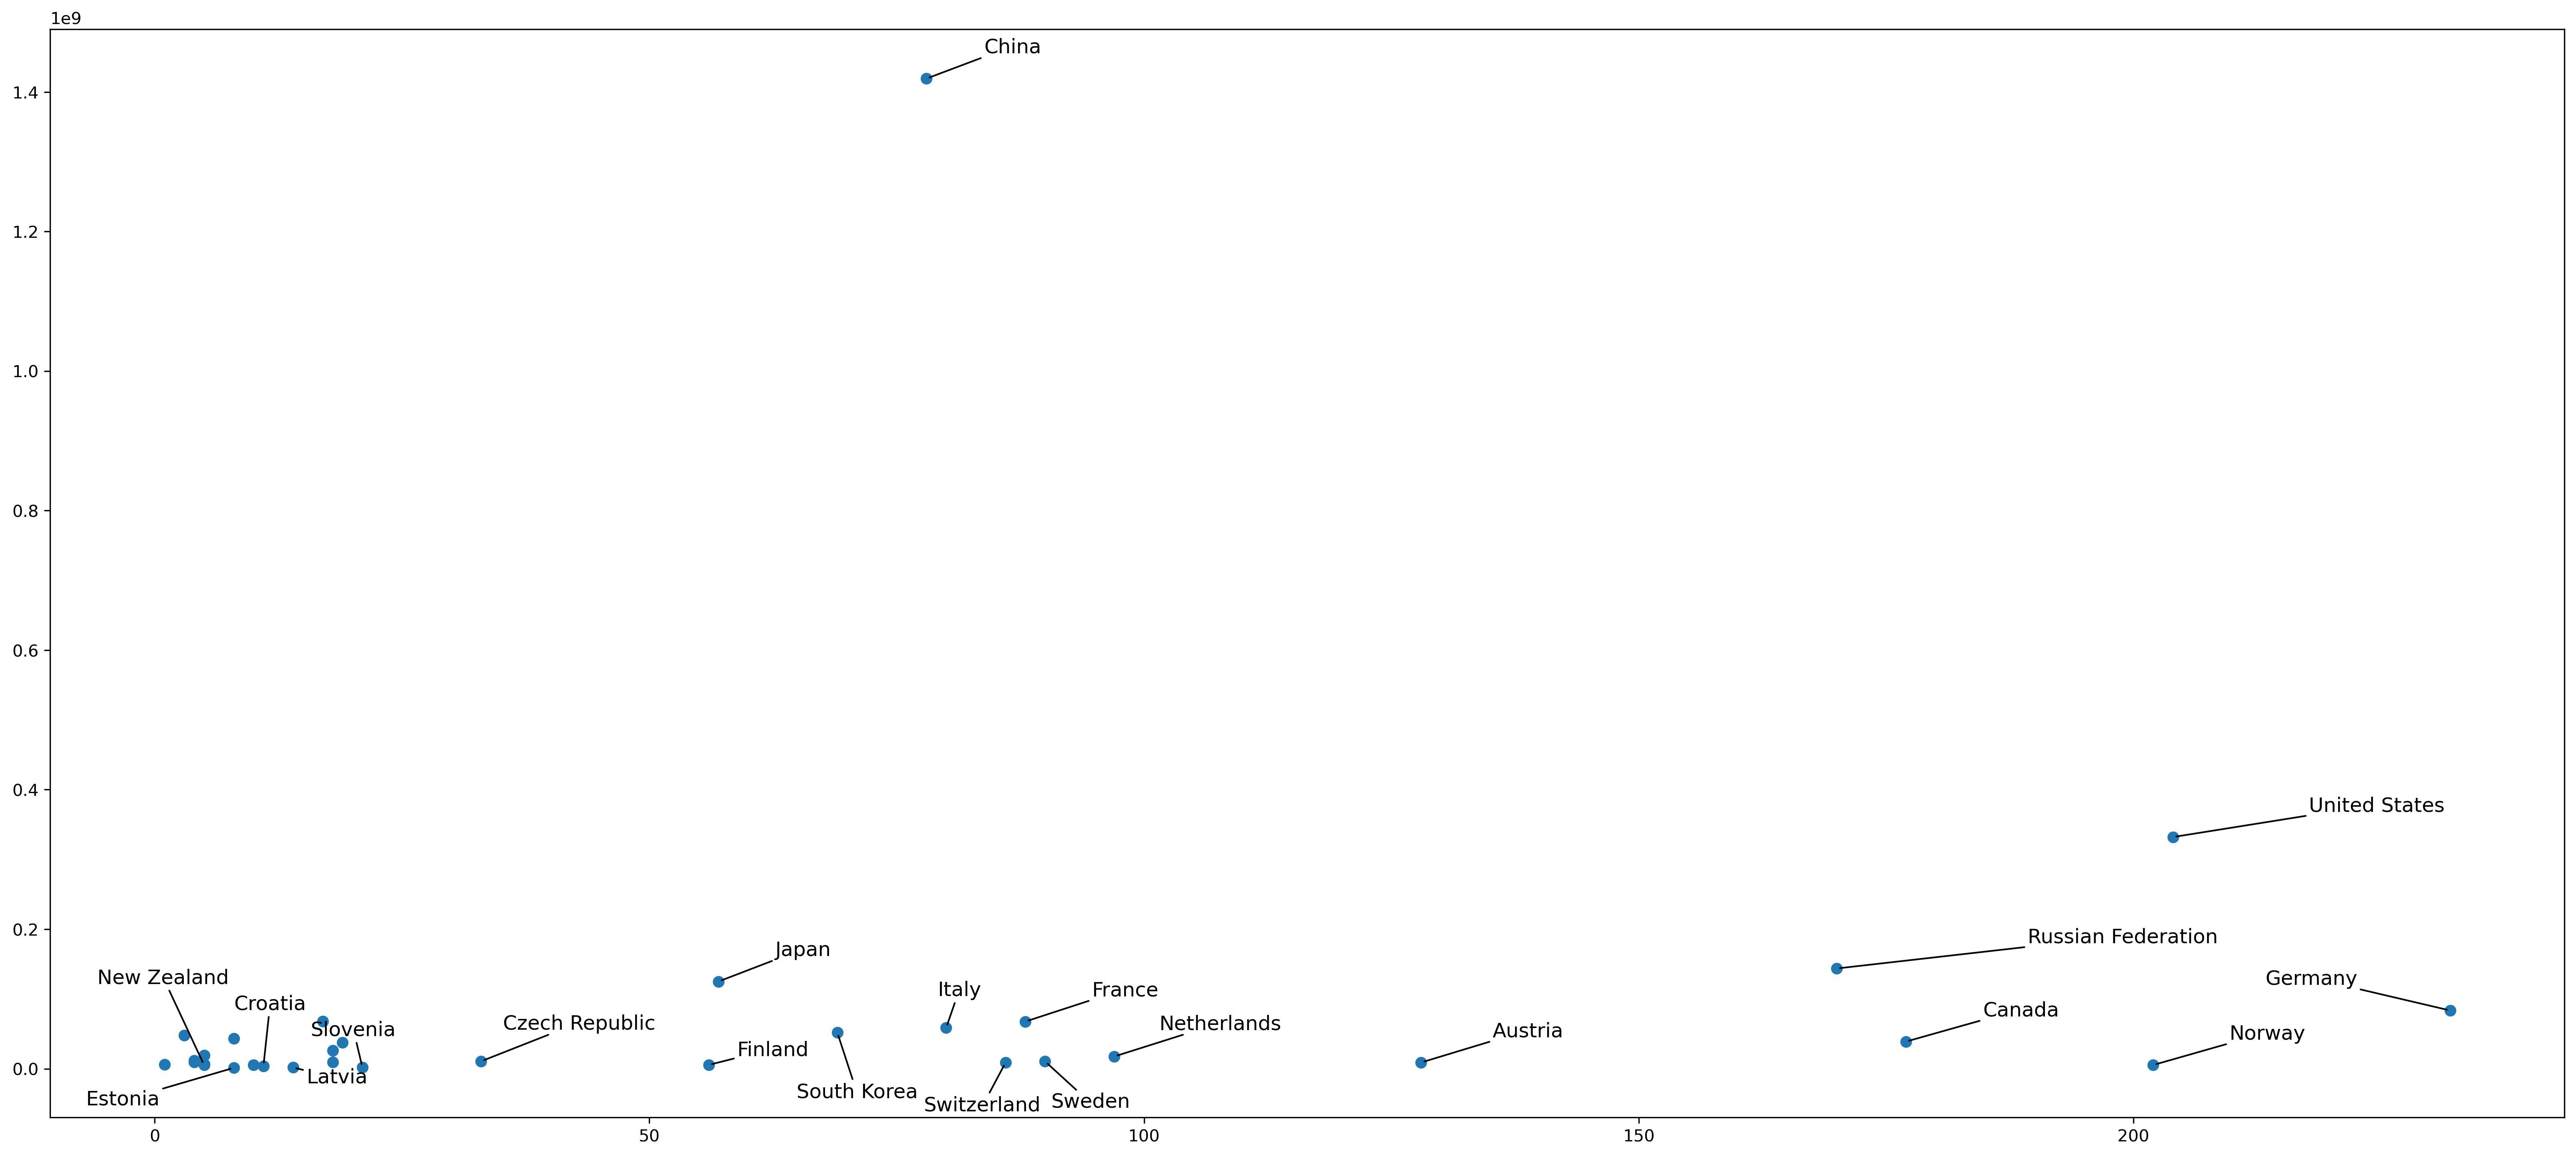 1e9
China
1.4
1.2
1.0
0.8
0.6
0.4
United States
0.2
Russian Federation
Japan
Germany
New Zealand
Italy
France
Croatia
Canada
Czech Republic
Netherlands
Slovenia
Austria
Norway
Finland
0.0
Latvia
South Korea
Estonia
Switzerland
Sweden
0
50
100
150
200